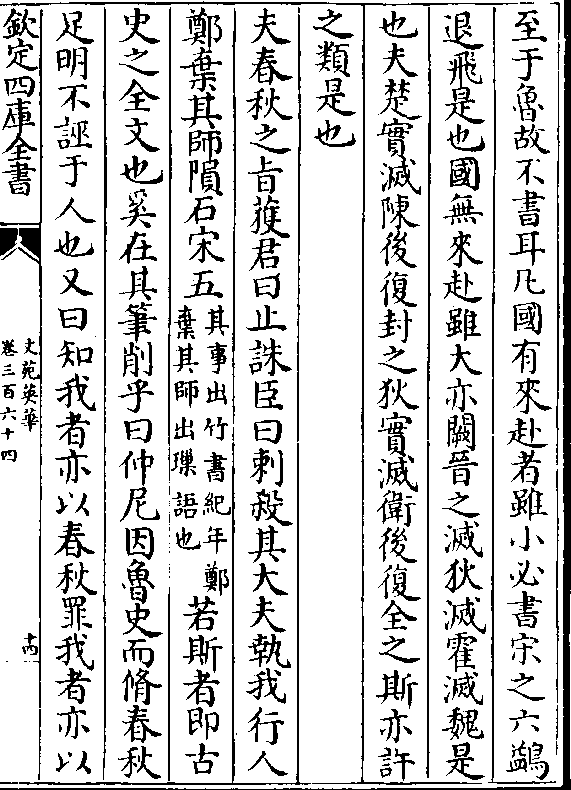 至于魯故不書耳凡國有來赴者雖小必書宋之六鷁
退飛是也國無來赴雖大亦闕晉之滅狄滅霍滅魏是
也夫楚實滅陳後復封之狄實滅衛後復全之斯亦許
之類是也
夫春秋之旨獲君曰止誅臣曰刺殺其大夫執我行人
鄭棄其師隕石宋五其事出竹書紀年鄭棄其師出璅語也若斯者即古
史之全文也奚在其筆削乎曰仲尼因魯史而脩春秋
足明不誣于人也又曰知我者亦以春秋罪我者亦以
欽定四庫全書
文苑英華
卷三百六十四
十四